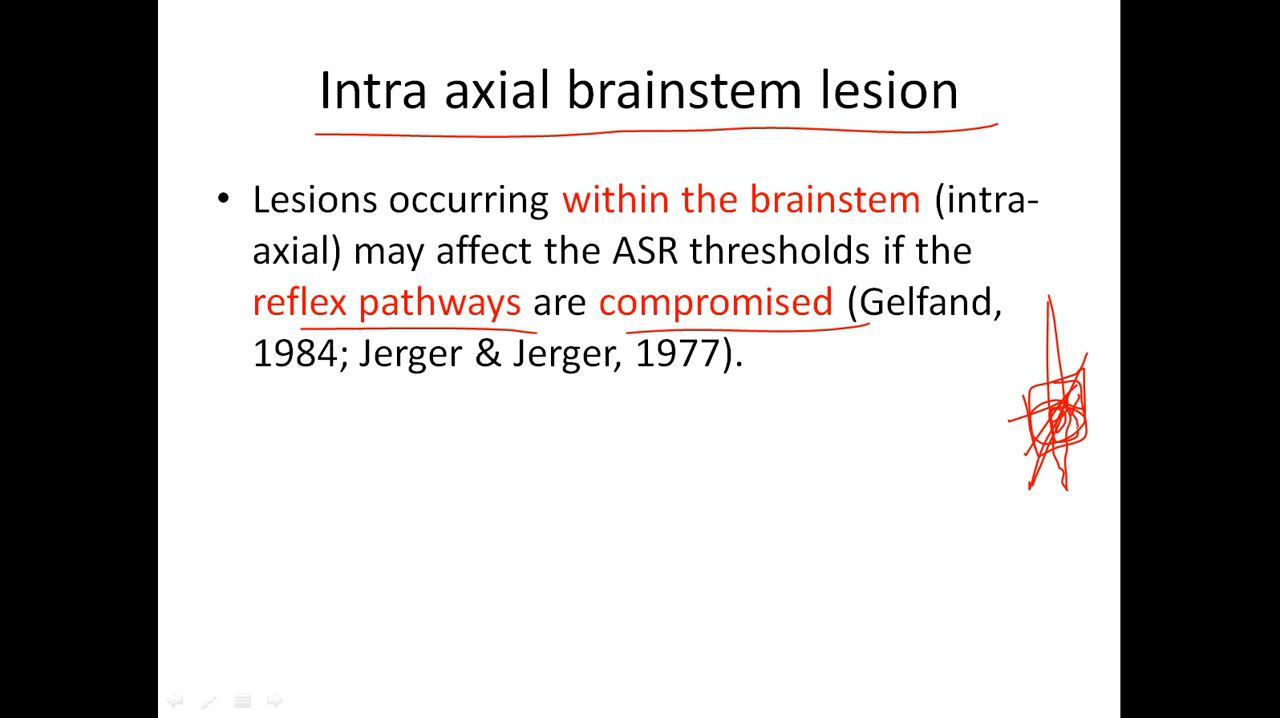 Intra axial brainstem lesion
• Lesions occurring within the brainstem (intra-
axial) may affect the ASR thresholds if the
reflex pathways are compromised (Gelfand,
1984; Jerger & Jerger, 1977).